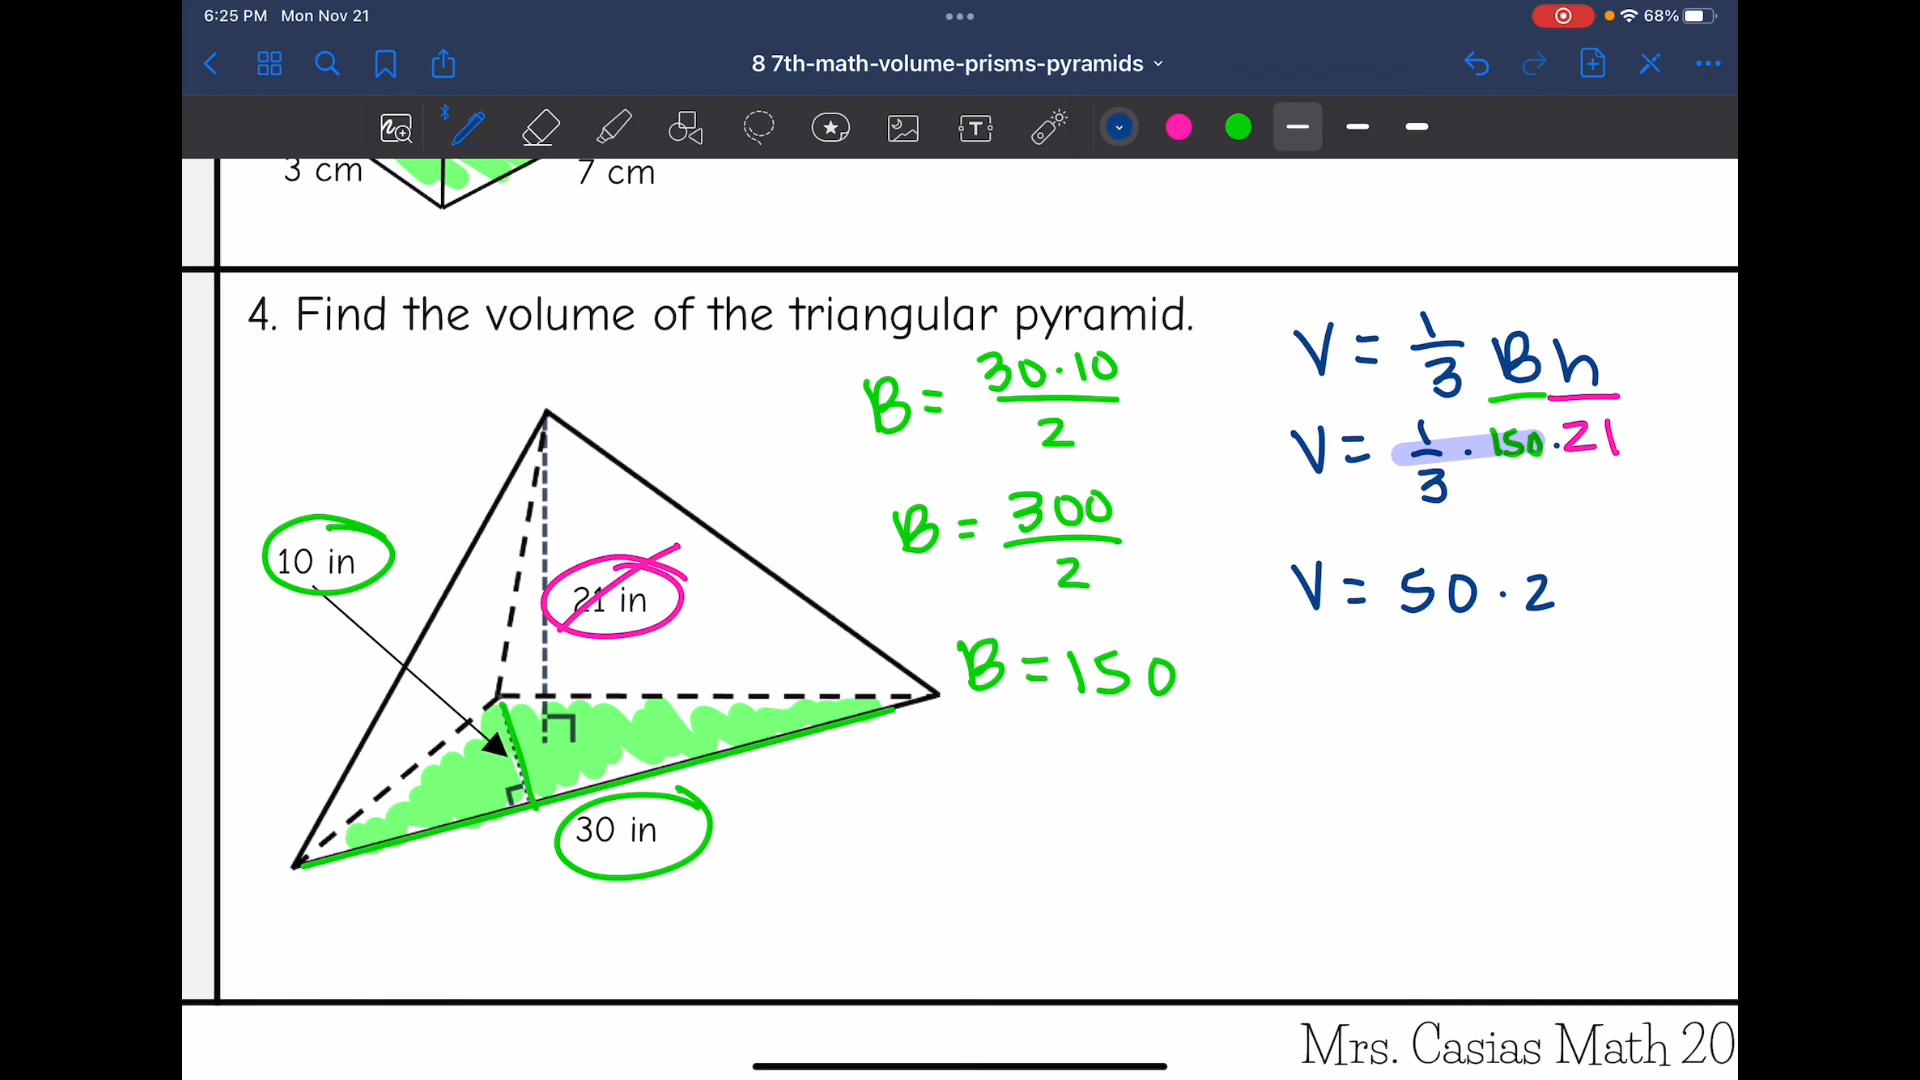 6:25 PM Mon Nov 21
68%
8 7th-math-volume-prisms-pyramids
3 cm
7 cm
4. Find the volume of the triangular pyramid.
B = 30·10/2
B = 300/2
B = 150
10 in
21 in
30 in
V = 1/3 Bh
V = 1/3 · 150 · 21
V = 50 · 2
Mrs. Casias Math 20